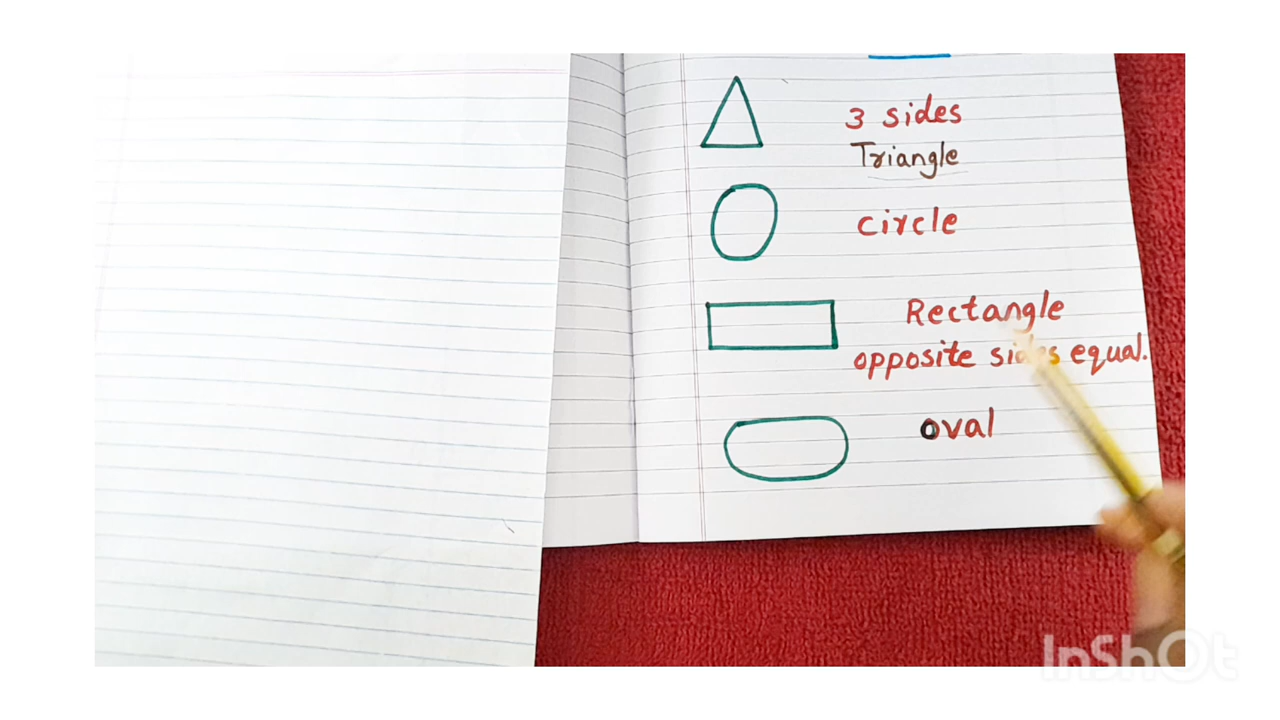 3 sides
Triangle
circle
Rectangle
opposite sides equal.
oval
InShOt